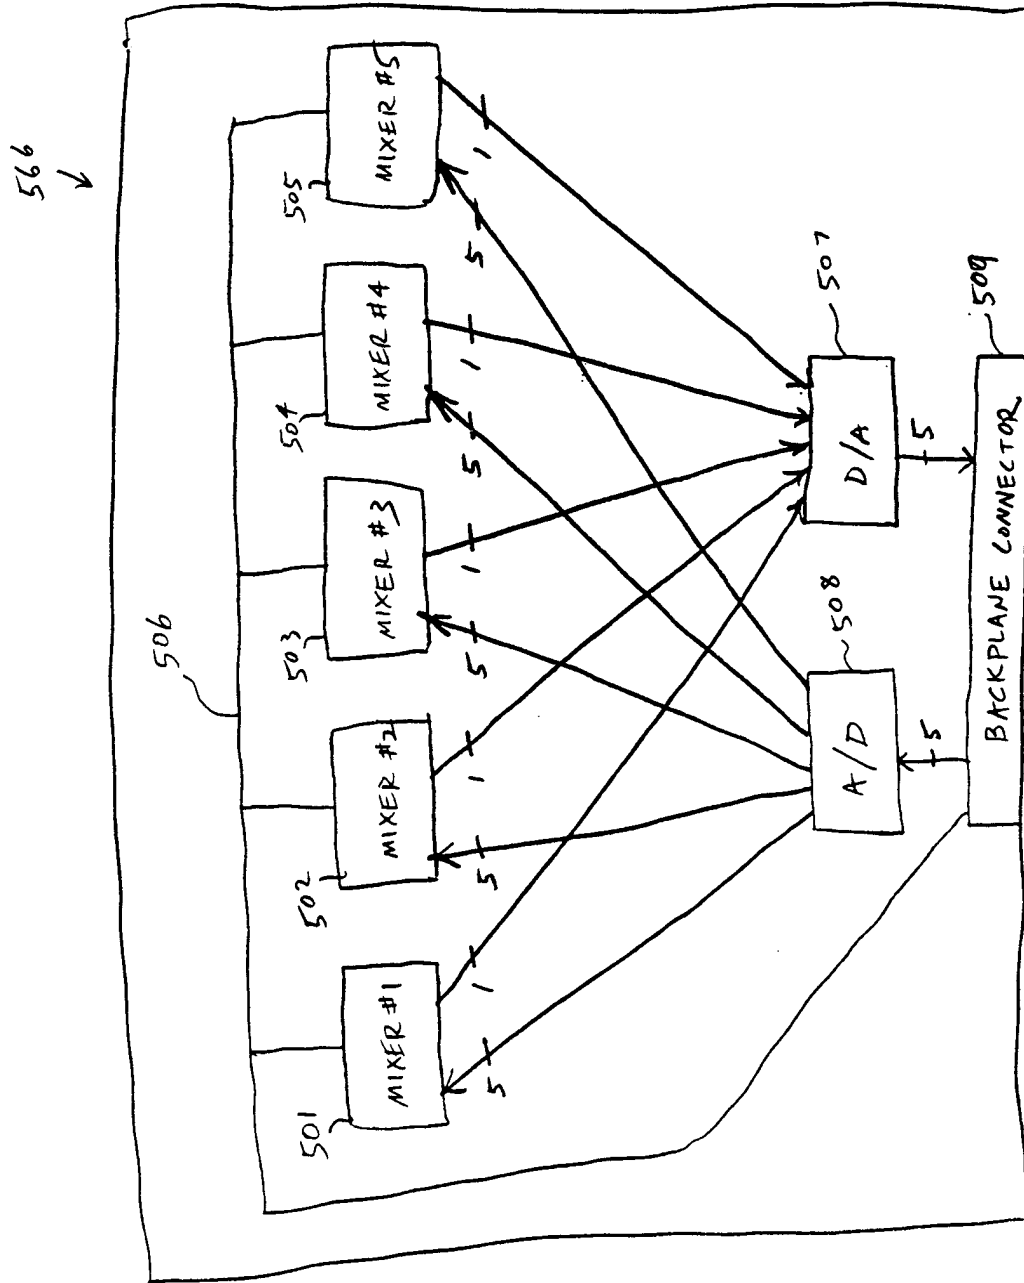 566
506
501
MIXER #1
502
MIXER #2
503
MIXER #3
504
MIXER #4
505
MIXER #5
5
1
5
1
5
1
5
1
5
1
508
A/D
507
D/A
5
5
509
BACKPLANE CONNECTOR